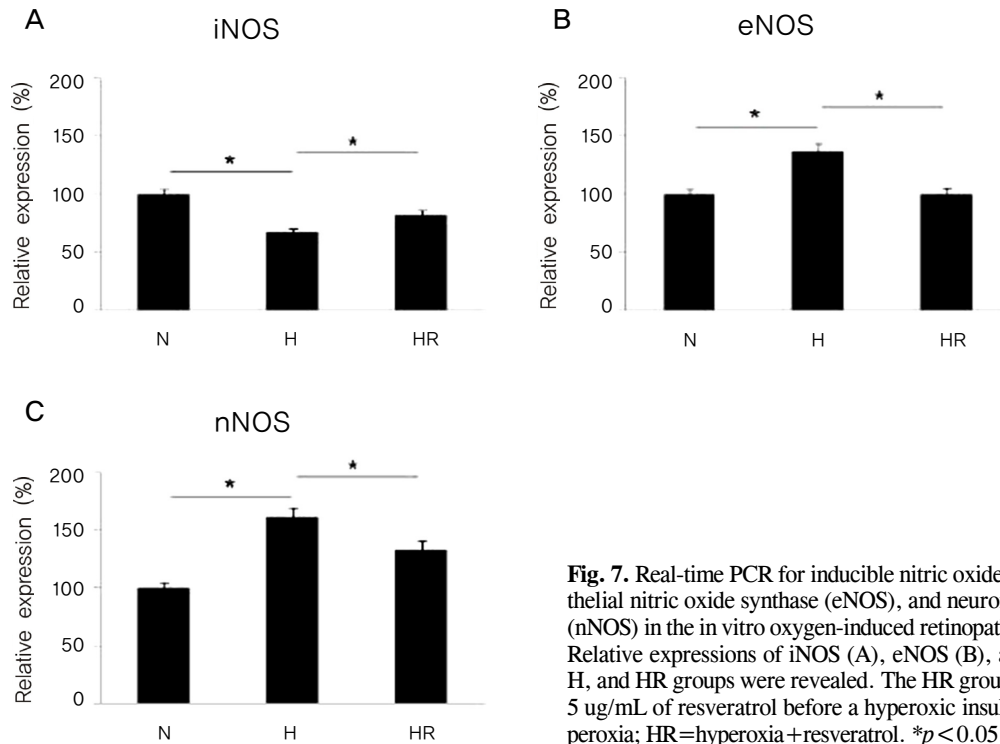 A
iNOS
Relative expression (%)
200
150
100
50
0
*
*
N H HR
B
eNOS
Relative expression (%)
200
150
100
50
0
*
*
N H HR
C
nNOS
Relative expression (%)
200
150
100
50
0
*
*
N H HR
Fig. 7. Real-time PCR for inducible nitric oxide
thelial nitric oxide synthase (eNOS), and neuro
(nNOS) in the in vitro oxygen-induced retinopat
Relative expressions of iNOS (A), eNOS (B), a
H, and HR groups were revealed. The HR group
5 ug/mL of resveratrol before a hyperoxic insul
peroxia; HR=hyperoxia+resveratrol. *p<0.05